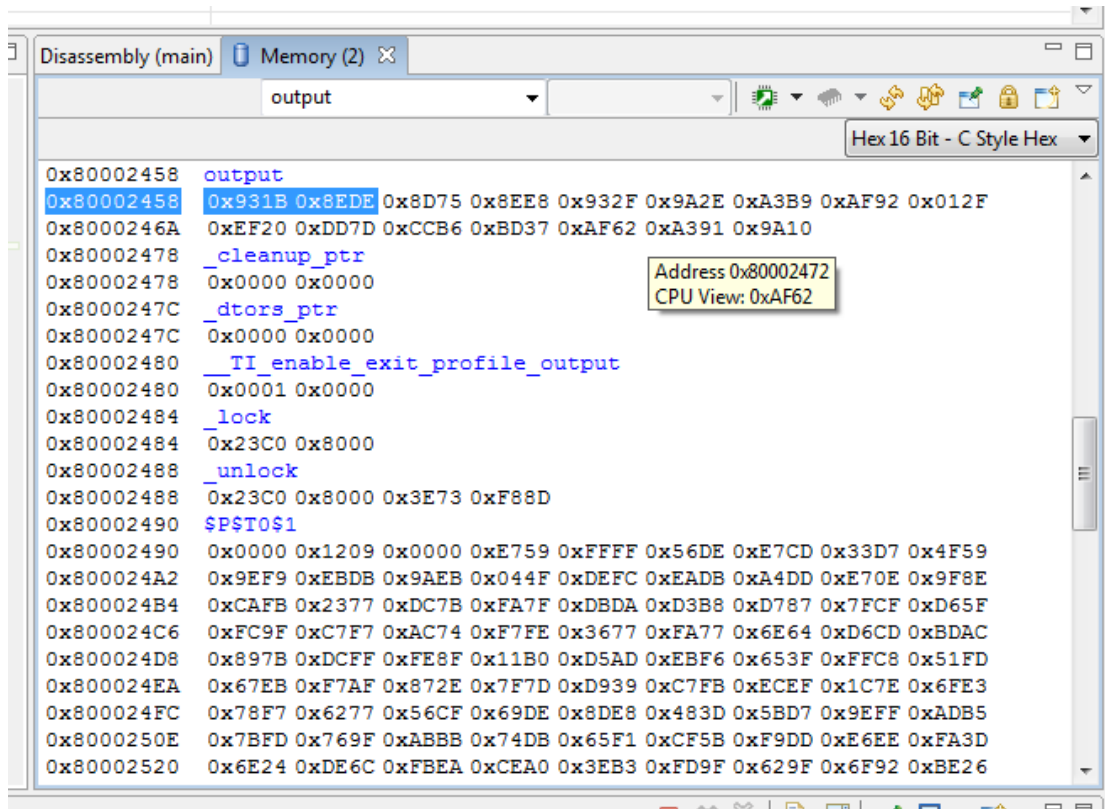 Disassembly (main) Memory (2)
output
Hex 16 Bit - C Style Hex
0x80002458 output
0x80002458 0x931B 0x8EDE 0x8D75 0x8EE8 0x932F 0x9A2E 0xA3B9 0xAF92 0x012F
0x8000246A 0xEF20 0xDD7D 0xCCB6 0xBD37 0xAF62 0xA391 0x9A10
0x80002478 _cleanup_ptr
0x80002478 0x0000 0x0000
0x8000247C _dtors_ptr
0x8000247C 0x0000 0x0000
0x80002480 __TI_enable_exit_profile_output
0x80002480 0x0001 0x0000
0x80002484 _lock
0x80002484 0x23C0 0x8000
0x80002488 _unlock
0x80002488 0x23C0 0x8000 0x3E73 0xF88D
0x80002490 $P$T0$1
0x80002490 0x0000 0x1209 0x0000 0xE759 0xFFFF 0x56DE 0xE7CD 0x33D7 0x4F59
0x800024A2 0x9EF9 0xEBDB 0x9AEB 0x044F 0xDEFC 0xEADB 0xA4DD 0xE70E 0x9F8E
0x800024B4 0xCAFB 0x2377 0xDC7B 0xFA7F 0xDBDA 0xD3B8 0xD787 0x7FCF 0xD65F
0x800024C6 0xFC9F 0xC7F7 0xAC74 0xF7FE 0x3677 0xFA77 0x6E64 0xD6CD 0xBDAC
0x800024D8 0x897B 0xDCFF 0xFE8F 0x11B0 0xD5AD 0xEBF6 0x653F 0xFFC8 0x51FD
0x800024EA 0x67EB 0xF7AF 0x872E 0x7F7D 0xD939 0xC7FB 0xECEF 0x1C7E 0x6FE3
0x800024FC 0x78F7 0x6277 0x56CF 0x69DE 0x8DE8 0x483D 0x5BD7 0x9EFF 0xADB5
0x8000250E 0x7BFD 0x769F 0xABBB 0x74DB 0x65F1 0xCF5B 0xF9DD 0xE6EE 0xFA3D
0x80002520 0x6E24 0xDE6C 0xFBEA 0xCEA0 0x3EB3 0xFD9F 0x629F 0x6F92 0xBE26
Address 0x80002472
CPU View: 0xAF62